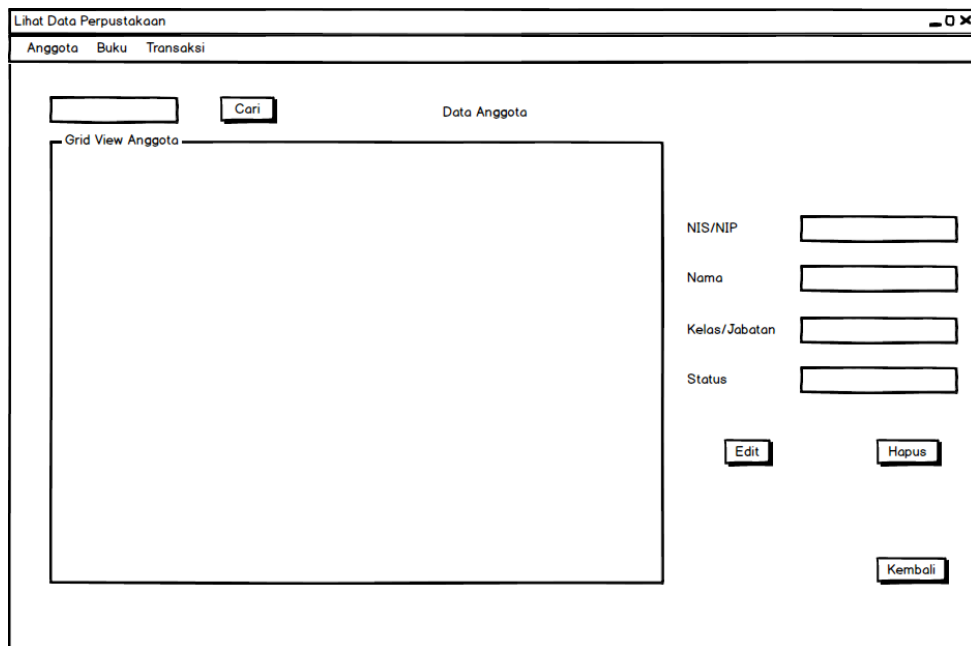 Lihat Data Perpustakaan
Anggota Buku Transaksi
Cari
Data Anggota
Grid View Anggota
NIS/NIP
Nama
Kelas/Jabatan
Status
Edit
Hapus
Kembali